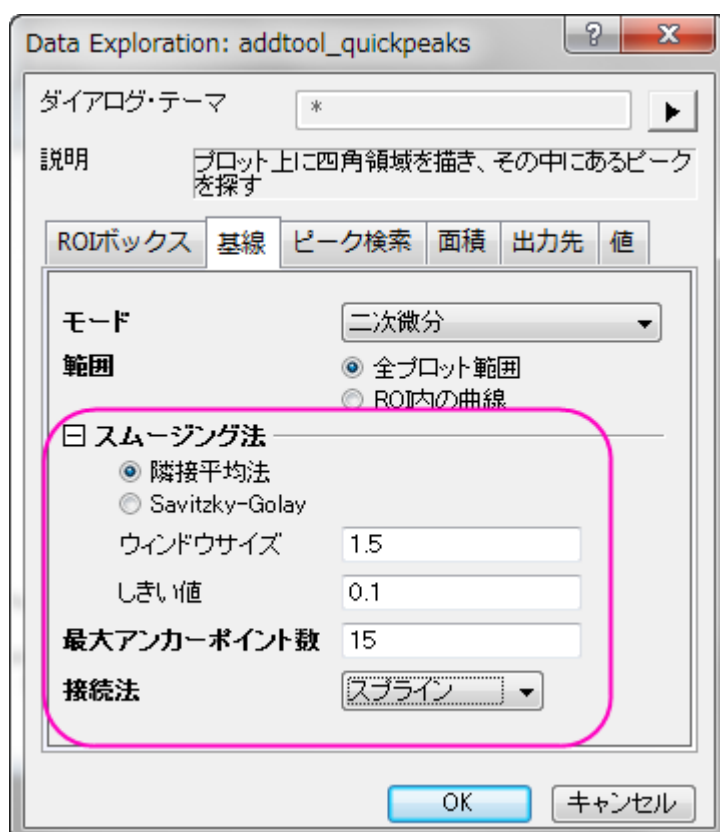 Data Exploration: addtool_quickpeaks
ダイアログ・テーマ
*
説明
プロット上に四角領域を描き、その中にあるピーク
を探す
ROIボックス 基線 ピーク検索 面積 出力先 値
モード 二次微分
範囲 全プロット範囲
ROI内の曲線
スムージング法
隣接平均法
Savitzky-Golay
ウィンドウサイズ 1.5
しきい値 0.1
最大アンカーポイント数 15
接続法 スプライン
OK キャンセル